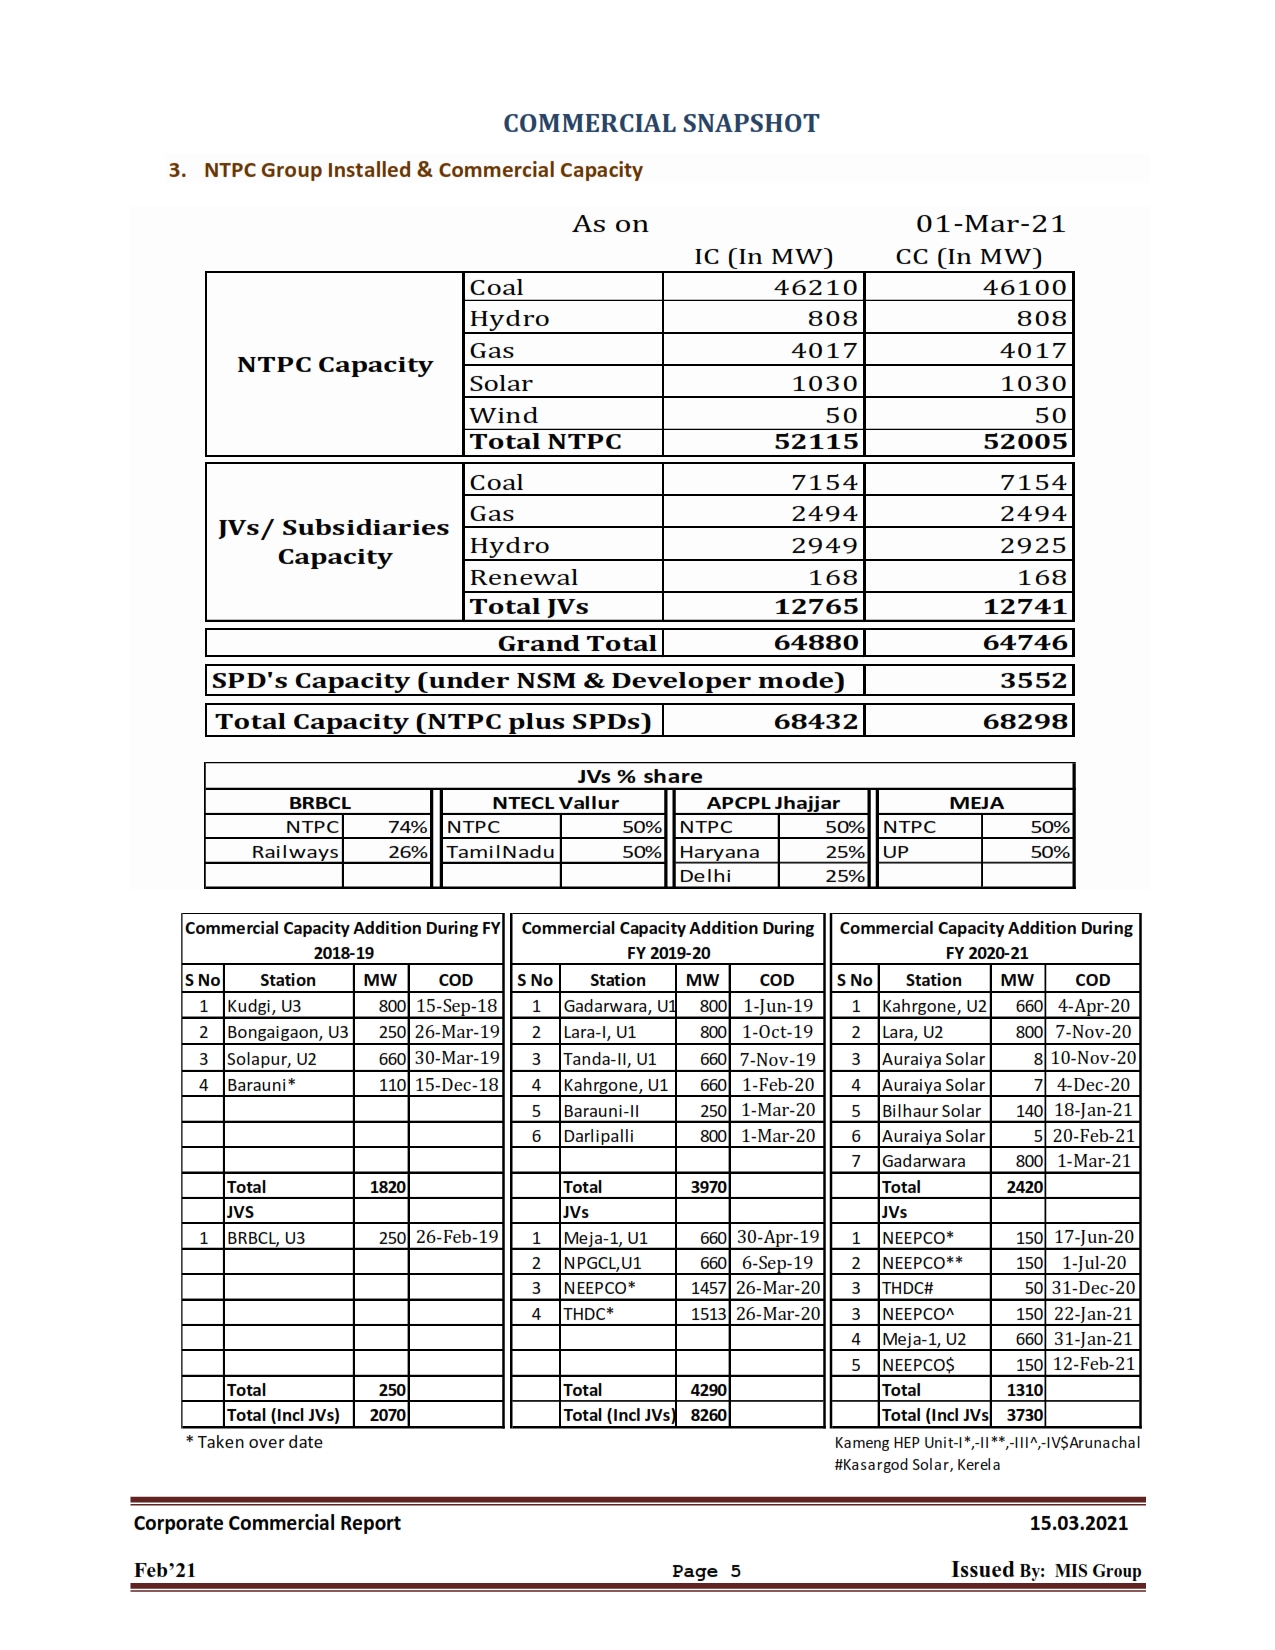 COMMERCIAL SNAPSHOT
3. NTPC Group Installed & Commercial Capacity
As on 01-Mar-21
IC (In MW) CC (In MW)
NTPC Capacity
Coal 46210 46100
Hydro 808 808
Gas 4017 4017
Solar 1030 1030
Wind 50 50
Total NTPC 52115 52005
JVs/ Subsidiaries
Capacity
Coal 7154 7154
Gas 2494 2494
Hydro 2949 2925
Renewal 168 168
Total JVs 12765 12741
Grand Total 64880 64746
SPD's Capacity (under NSM & Developer mode) 3552
Total Capacity (NTPC plus SPDs) 68432 68298
JVs % share
BRBCL NTECL Vallur APCPL Jhajjar MEJA
NTPC 74% NTPC 50% NTPC 50% NTPC 50%
Railways 26% TamilNadu 50% Haryana 25% UP 50%
Delhi 25%
Commercial Capacity Addition During FY
2018-19
S No Station MW COD
1 Kudgi, U3 800 15-Sep-18
2 Bongaigaon, U3 250 26-Mar-19
3 Solapur, U2 660 30-Mar-19
4 Barauni* 110 15-Dec-18
Total 1820
JVS
1 BRBCL, U3 250 26-Feb-19
Total 250
Total (Incl JVs) 2070
* Taken over date
Commercial Capacity Addition During
FY 2019-20
S No Station MW COD
1 Gadarwara, U1 800 1-Jun-19
2 Lara-I, U1 800 1-Oct-19
3 Tanda-II, U1 660 7-Nov-19
4 Kahrgone, U1 660 1-Feb-20
5 Barauni-II 250 1-Mar-20
6 Darlipalli 800 1-Mar-20
Total 3970
JVs
1 Meja-1, U1 660 30-Apr-19
2 NPGCL,U1 660 6-Sep-19
3 NEEPCO* 1457 26-Mar-20
4 THDC* 1513 26-Mar-20
Total 4290
Total (Incl JVs) 8260
Commercial Capacity Addition During
FY 2020-21
S No Station MW COD
1 Kahrgone, U2 660 4-Apr-20
2 Lara, U2 800 7-Nov-20
3 Auraiya Solar 8 10-Nov-20
4 Auraiya Solar 7 4-Dec-20
5 Bilhaur Solar 140 18-Jan-21
6 Auraiya Solar 5 20-Feb-21
7 Gadarwara 800 1-Mar-21
Total 2420
JVs
1 NEEPCO* 150 17-Jun-20
2 NEEPCO** 150 1-Jul-20
3 THDC# 50 31-Dec-20
3 NEEPCO^ 150 22-Jan-21
4 Meja-1, U2 660 31-Jan-21
5 NEEPCO$ 150 12-Feb-21
Total 1310
Total (Incl JVs 3730
Kameng HEP Unit-I*,-II**,-III^,-IV$Arunachal
#Kasargod Solar, Kerela
Corporate Commercial Report 15.03.2021
Feb’21 Page 5 Issued By: MIS Group